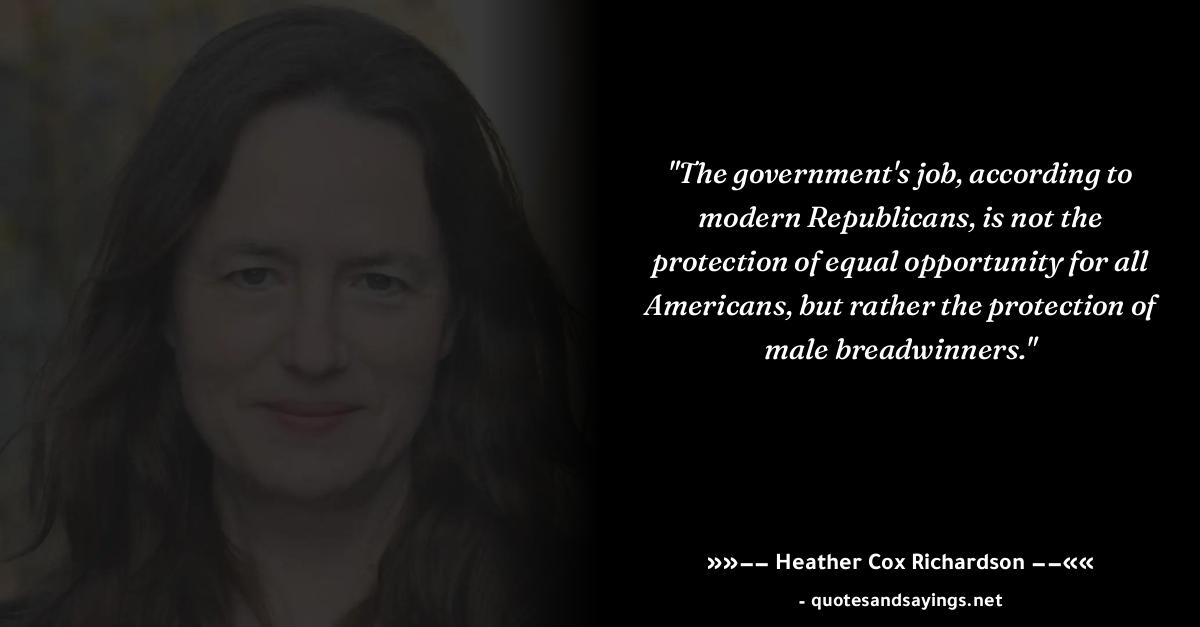 "The government's job, according to
modern Republicans, is not the
protection of equal opportunity for all
Americans, but rather the protection of
male breadwinners."
»»−− Heather Cox Richardson −−««
- quotesandsayings.net